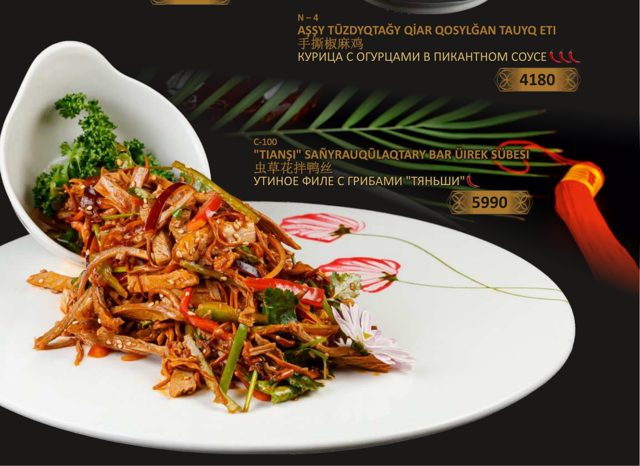 N – 4
AŞŞY TŪZDYQTAĞY QİAR QOSYLĞAN TAUYQ ETI
手撕椒麻鸡
КУРИЦА С ОГУРЦАМИ В ПИКАНТНОМ СОУСЕ
4180
C-100
"TIANŞI" SAÑYRAUQŪLAQTARY BAR ÜIREK SÜBESI
虫草花拌鸭丝
УТИНОЕ ФИЛЕ С ГРИБАМИ "ТЯНЬШИ"
5990